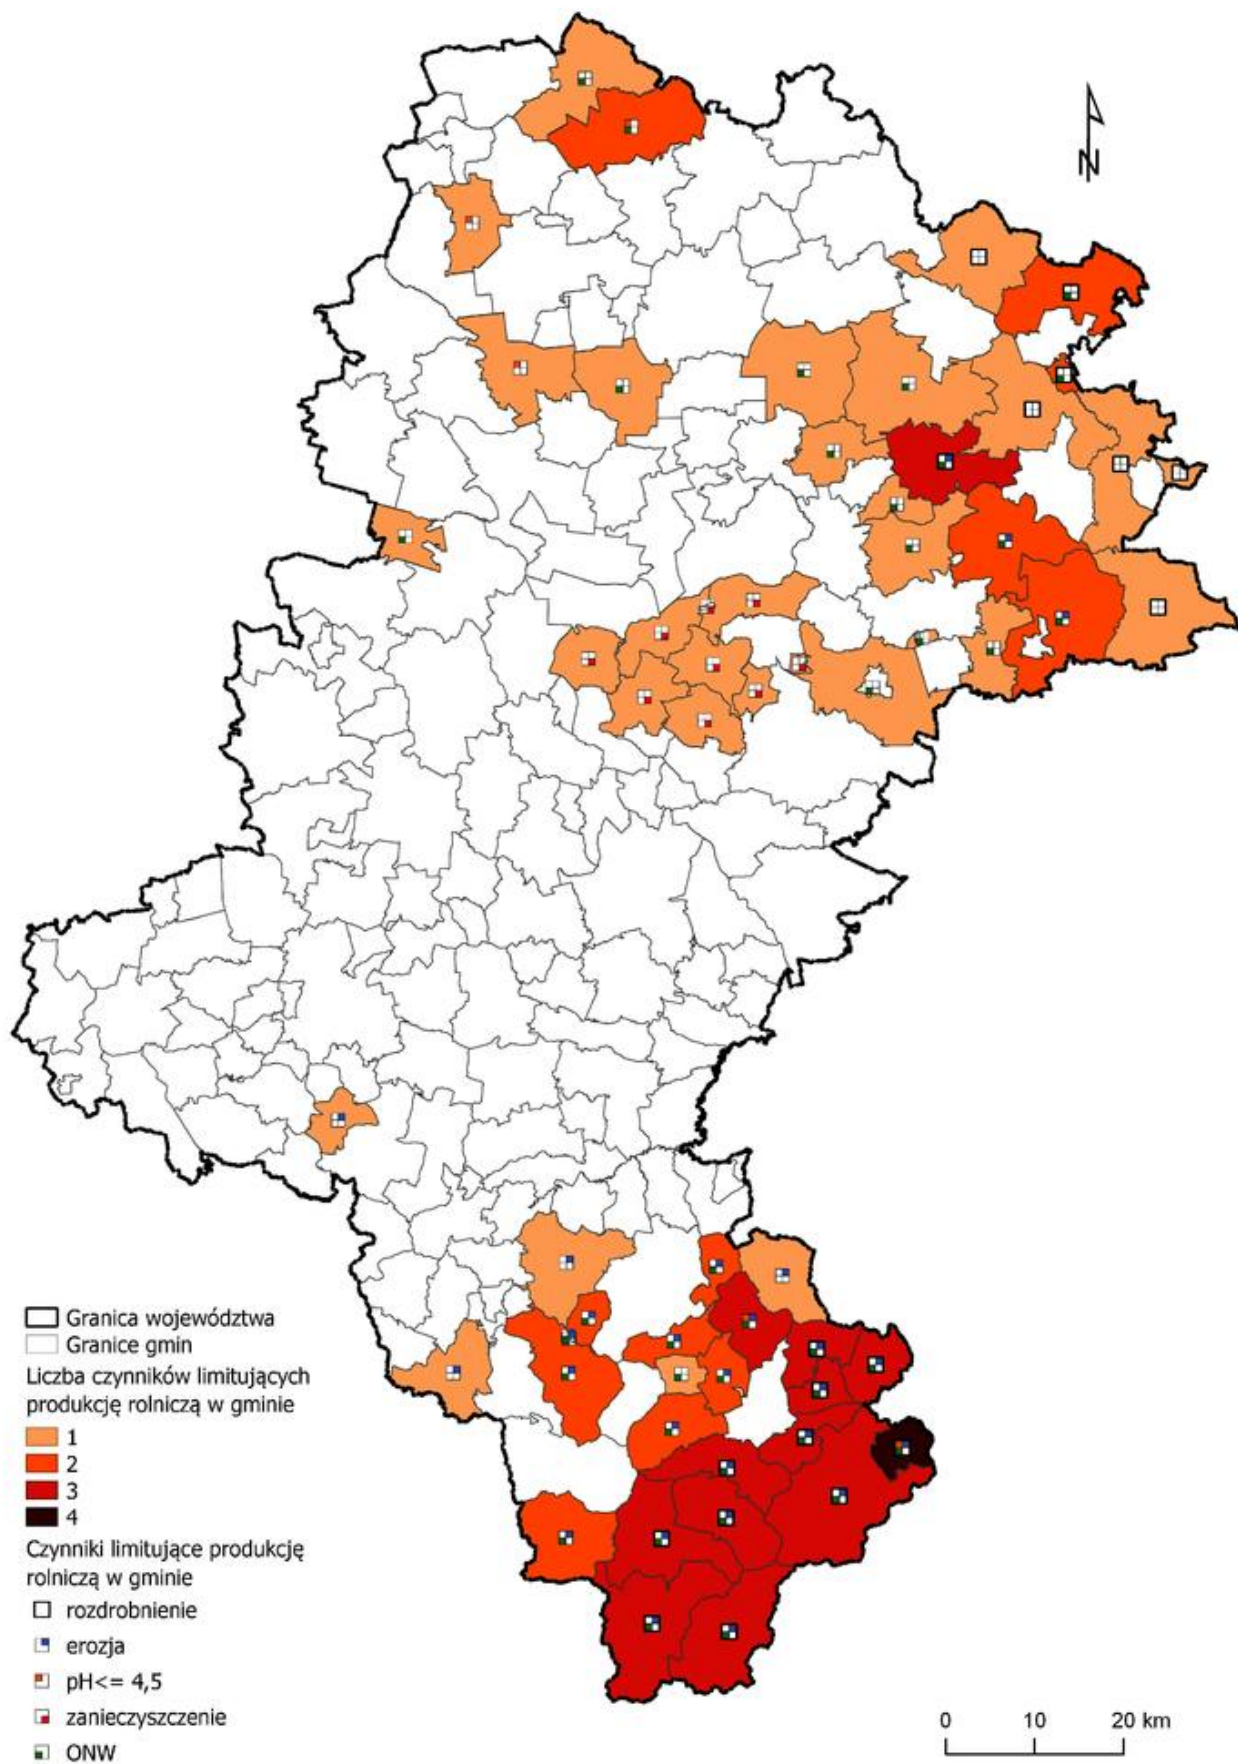 N
Granica województwa
Granice gmin
Liczba czynników limitujących
produkcję rolniczą w gminie
1
2
3
4
Czynniki limitujące produkcję
rolniczą w gminie
rozdrobnienie
erozja
pH<= 4,5
zanieczyszczenie
ONW
0 10 20 km